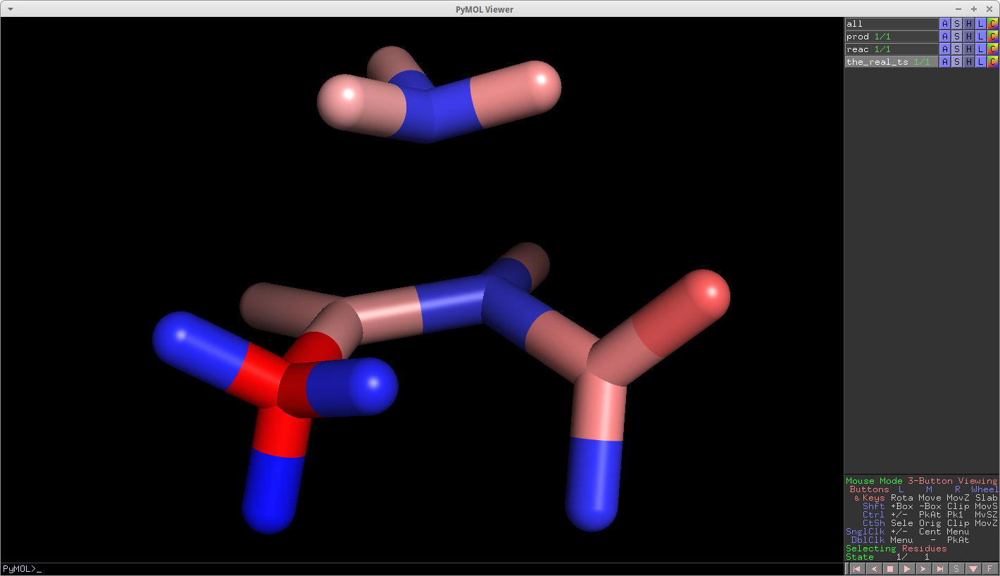 PyMOL Viewer
all A S H L C
prod 1/1 A S H L C
reac 1/1 A S H L C
the_real_ts 1/1 A S H L C
Mouse Mode 3-Button Viewing
Buttons L M R Wheel
& Keys Rota Move MovZ Slab
Shft +Box -Box Clip MovS
Ctrl +/- PkAt Pk1 MvSZ
CtSh Sele Orig Clip MovZ
SnglClk +/- Cent Menu
DblClk Menu - PkAt
Selecting Residues
State 1/ 1
PyMOL>_ S F